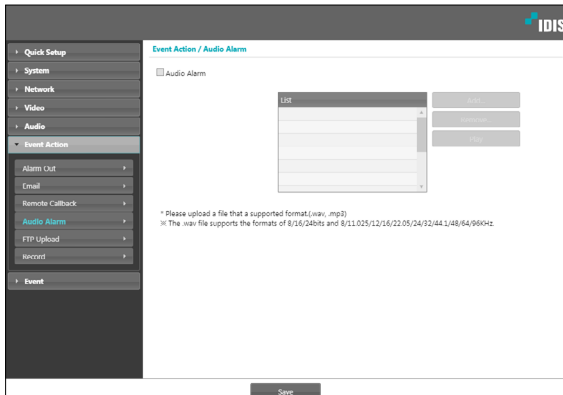 IDIS
Quick Setup
System
Network
Video
Audio
Event Action
Alarm Out
Email
Remote Callback
Audio Alarm
FTP Upload
Record
Event
Event Action / Audio Alarm
Audio Alarm
List
Add...
Remove
Play
* Please upload a file that a supported format.(.wav, .mp3)
※ The .wav file supports the formats of 8/16/24bits and 8/11.025/12/16/22.05/24/32/44.1/48/64/96KHz.
Save